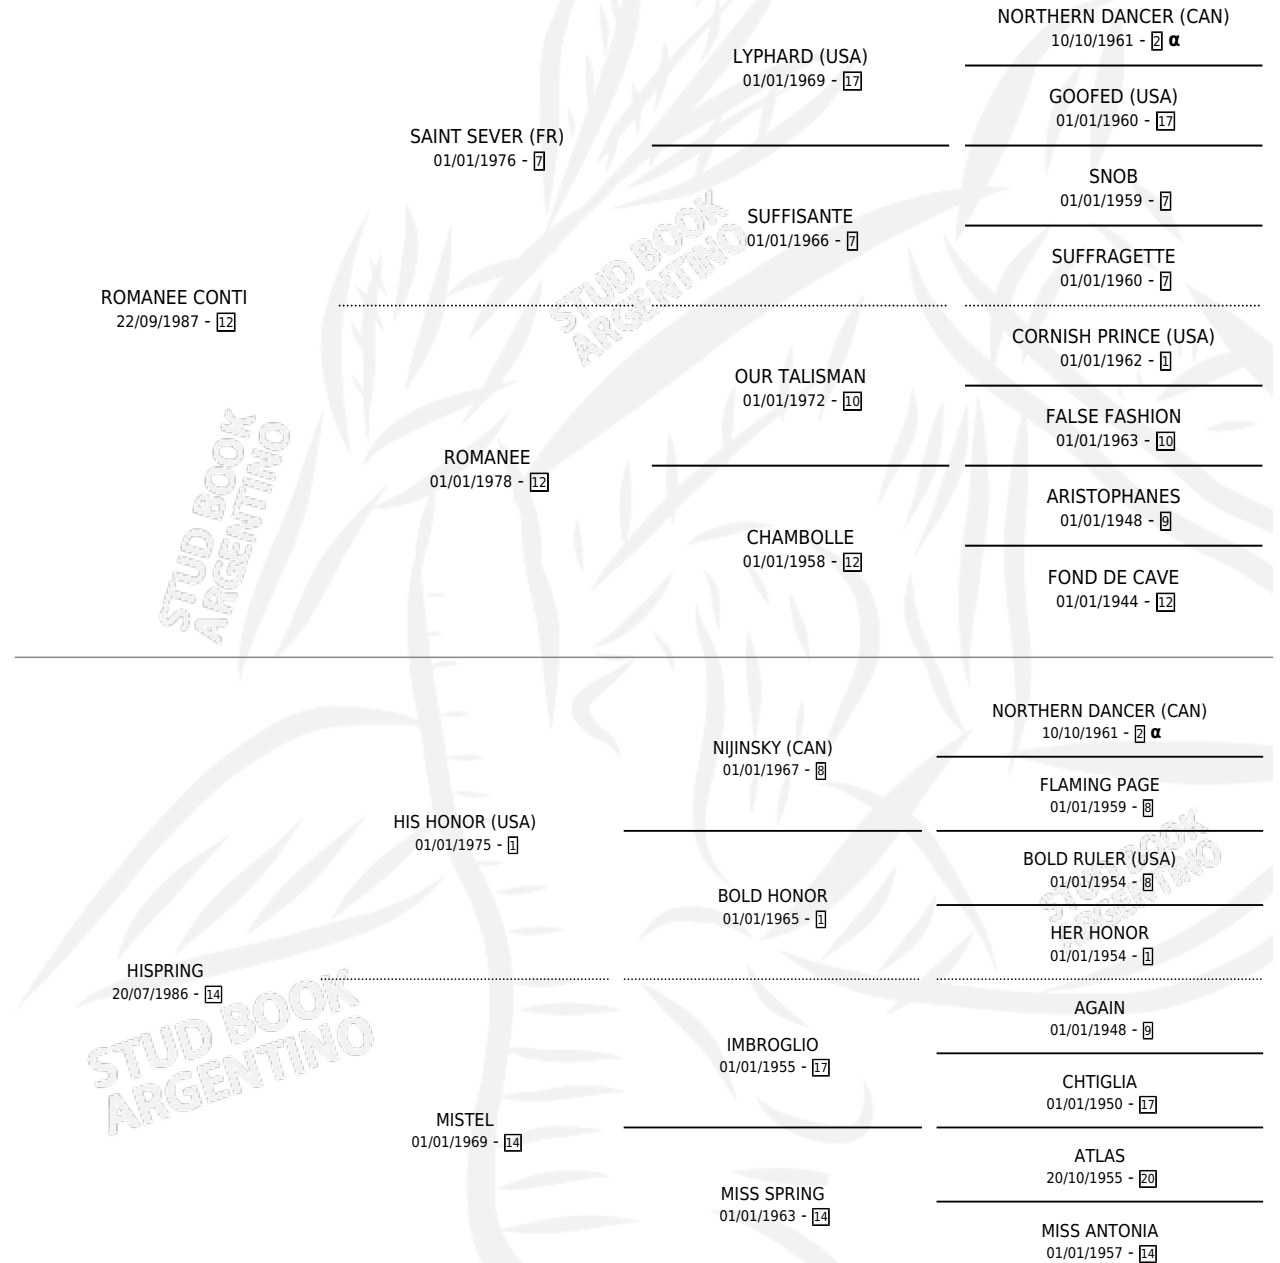 NORTHERN DANCER (CAN)
10/10/1961 - 2 α
LYPHARD (USA)
01/01/1969 - 17
GOOFED (USA)
01/01/1960 - 17
SAINT SEVER (FR)
01/01/1976 - 7
SNOB
01/01/1959 - 7
SUFFISANTE
01/01/1966 - 7
SUFFRAGETTE
01/01/1960 - 7
ROMANEE CONTI
22/09/1987 - 12
CORNISH PRINCE (USA)
01/01/1962 - 1
OUR TALISMAN
01/01/1972 - 10
FALSE FASHION
01/01/1963 - 10
ROMANEE
01/01/1978 - 12
ARISTOPHANES
01/01/1948 - 9
CHAMBOLLE
01/01/1958 - 12
FOND DE CAVE
01/01/1944 - 12
NORTHERN DANCER (CAN)
10/10/1961 - 2 α
NIJINSKY (CAN)
01/01/1967 - 8
FLAMING PAGE
01/01/1959 - 8
HIS HONOR (USA)
01/01/1975 - 1
BOLD RULER (USA)
01/01/1954 - 8
BOLD HONOR
01/01/1965 - 1
HER HONOR
01/01/1954 - 1
HISPRING
20/07/1986 - 14
AGAIN
01/01/1948 - 9
IMBROGLIO
01/01/1955 - 17
CHTIGLIA
01/01/1950 - 17
MISTEL
01/01/1969 - 14
ATLAS
20/10/1955 - 20
MISS SPRING
01/01/1963 - 14
MISS ANTONIA
01/01/1957 - 14
STUD BOOK
ARGENTINO
STUD BOOK
ARGENTINO
STUD BOOK
ARGENTINO
STUD BOOK
ARGENTINO